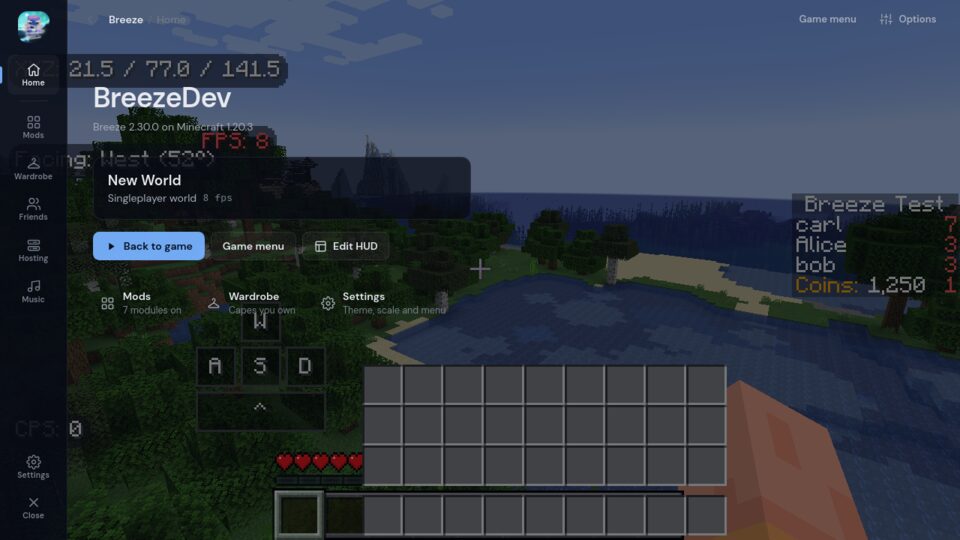 Breeze / Home
Game menu
Options
XYZ: 21.5 / 77.0 / 141.5
Home
BreezeDev
Breeze 2.30.0 on Minecraft 1.20.3
FPS: 8
Mods
Facing: West (52°)
Wardrobe
New World
Singleplayer world 8 fps
Friends
Breeze Test
carl 7
Alice 3
bob 3
Coins: 1,250 1
Hosting
Back to game
Game menu
Edit HUD
Music
Mods
7 modules on
Wardrobe
Capes you own
Settings
Theme, scale and menu
W
A S D
^
CPS: 0
Settings
Close